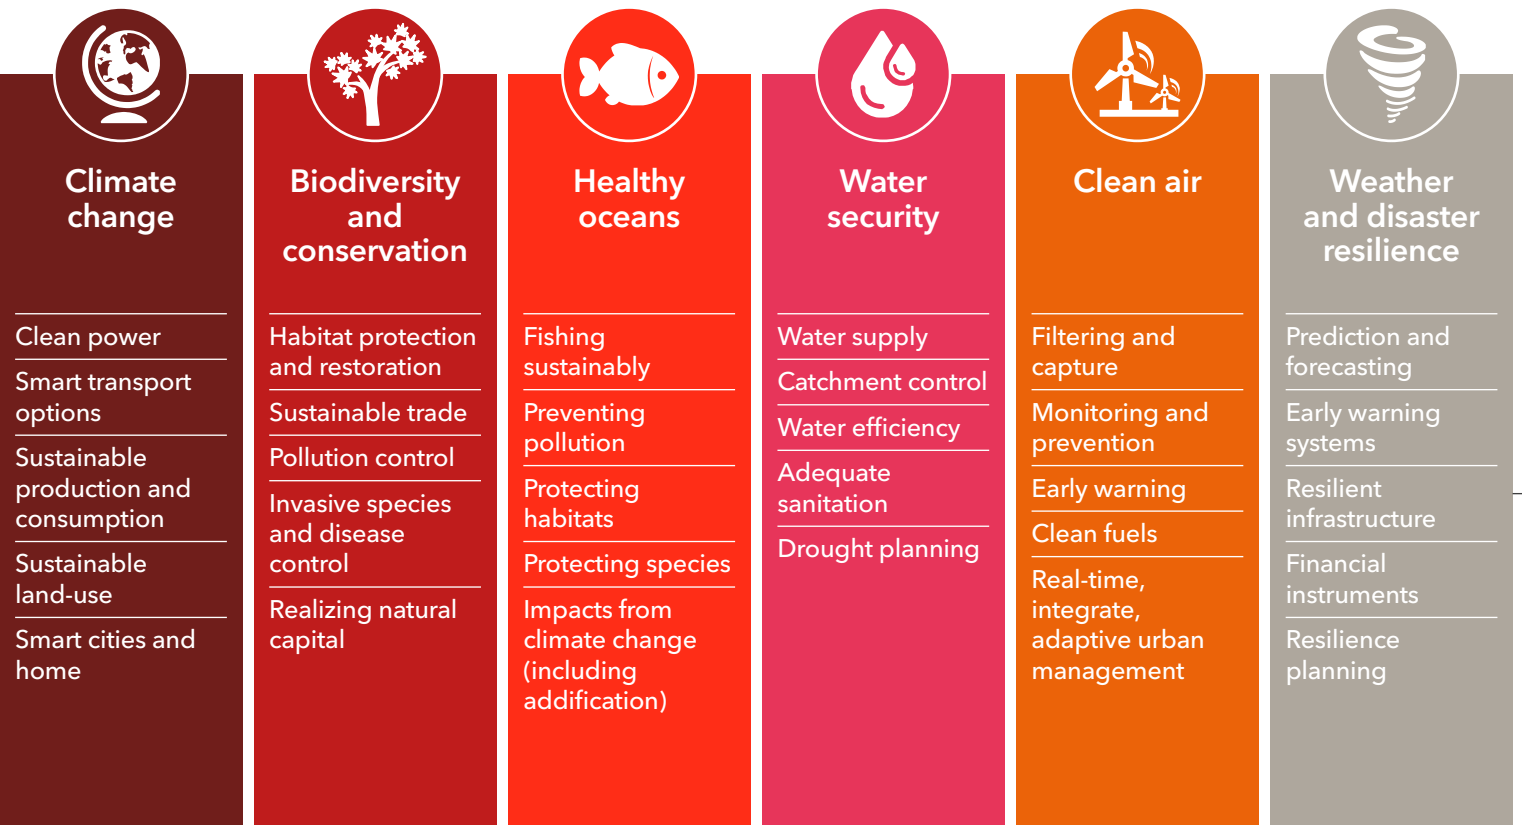 Climate
change
Clean power
Smart transport
options
Sustainable
production and
consumption
Sustainable
land-use
Smart cities and
home
Biodiversity
and
conservation
Habitat protection
and restoration
Sustainable trade
Pollution control
Invasive species
and disease
control
Realizing natural
capital
Healthy
oceans
Fishing
sustainably
Preventing
pollution
Protecting
habitats
Protecting species
Impacts from
climate change
(including
addification)
Water
security
Water supply
Catchment control
Water efficiency
Adequate
sanitation
Drought planning
Clean air
Filtering and
capture
Monitoring and
prevention
Early warning
Clean fuels
Real-time,
integrate,
adaptive urban
management
Weather
and disaster
resilience
Prediction and
forecasting
Early warning
systems
Resilient
infrastructure
Financial
instruments
Resilience
planning